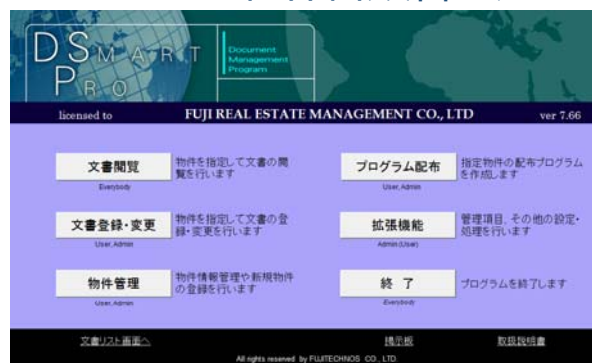 DSMART
PRO
Document
Management
Program
licensed to FUJI REAL ESTATE MANAGEMENT CO., LTD ver 7.66
文書閲覧
Everybody
物件を指定して文書の閲
覧を行います
プログラム配布
User, Admin
指定物件の配布プログラム
を作成します
文書登録・変更
User, Admin
物件を指定して文書の登
録・変更を行います
拡張機能
Admin(User)
管理項目、その他の設定・
処理を行います
物件管理
User, Admin
物件情報管理や新規物件
の登録を行います
終 了
Everybody
プログラムを終了します
文書リスト画面へ
掲示板
取扱説明書
All rights reserved by FUJITECHNOS CO., LTD.